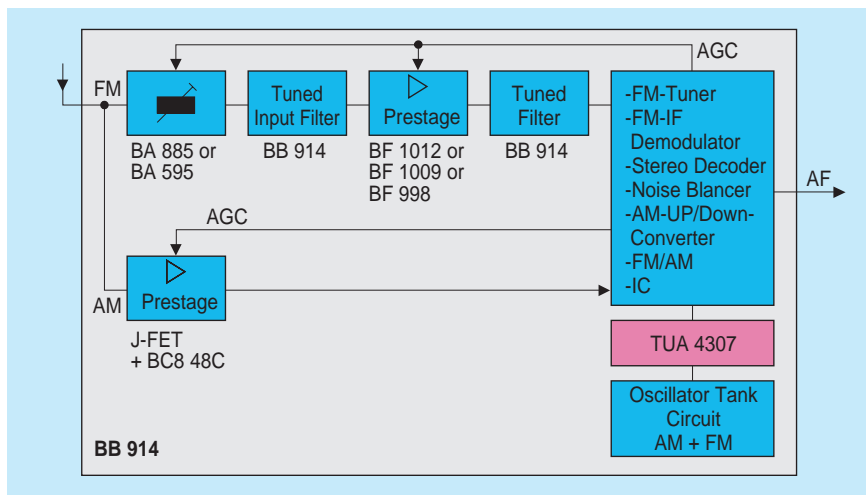 AGC
FM
Tuned
Input Filter
Prestage
Tuned
Filter
-FM-Tuner
-FM-IF
Demodulator
-Stereo Decoder
-Noise Blancer
-AM-UP/Down-
Converter
-FM/AM
-IC
AF
BA 885 or
BA 595
BB 914
BF 1012 or
BF 1009 or
BF 998
BB 914
AGC
AM
Prestage
J-FET
+ BC8 48C
TUA 4307
Oscillator Tank
Circuit
AM + FM
BB 914